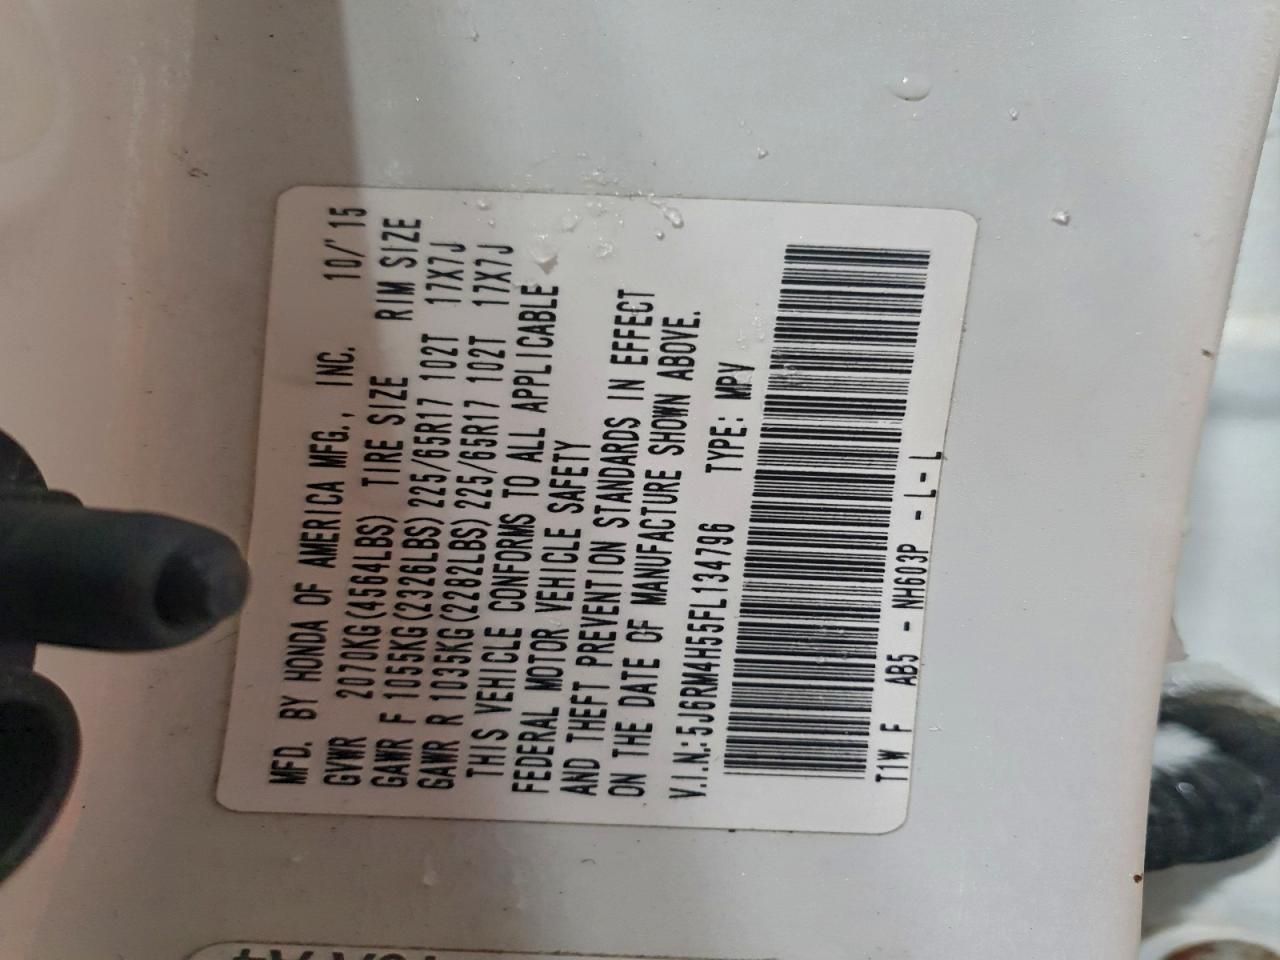 MFD. BY HONDA OF AMERICA MFG., INC. 10/'15
GVWR 2070KG(4564LBS) TIRE SIZE RIM SIZE
GAWR F 1055KG(2326LBS) 225/65R17 102T 17X7J
GAWR R 1035KG(2282LBS) 225/65R17 102T 17X7J
THIS VEHICLE CONFORMS TO ALL APPLICABLE
FEDERAL MOTOR VEHICLE SAFETY
AND THEFT PREVENTION STANDARDS IN EFFECT
ON THE DATE OF MANUFACTURE SHOWN ABOVE.
V.I.N.:5J6RM4H55FL134796 TYPE: MPV
T1W F AB5 - NH603P - L - L